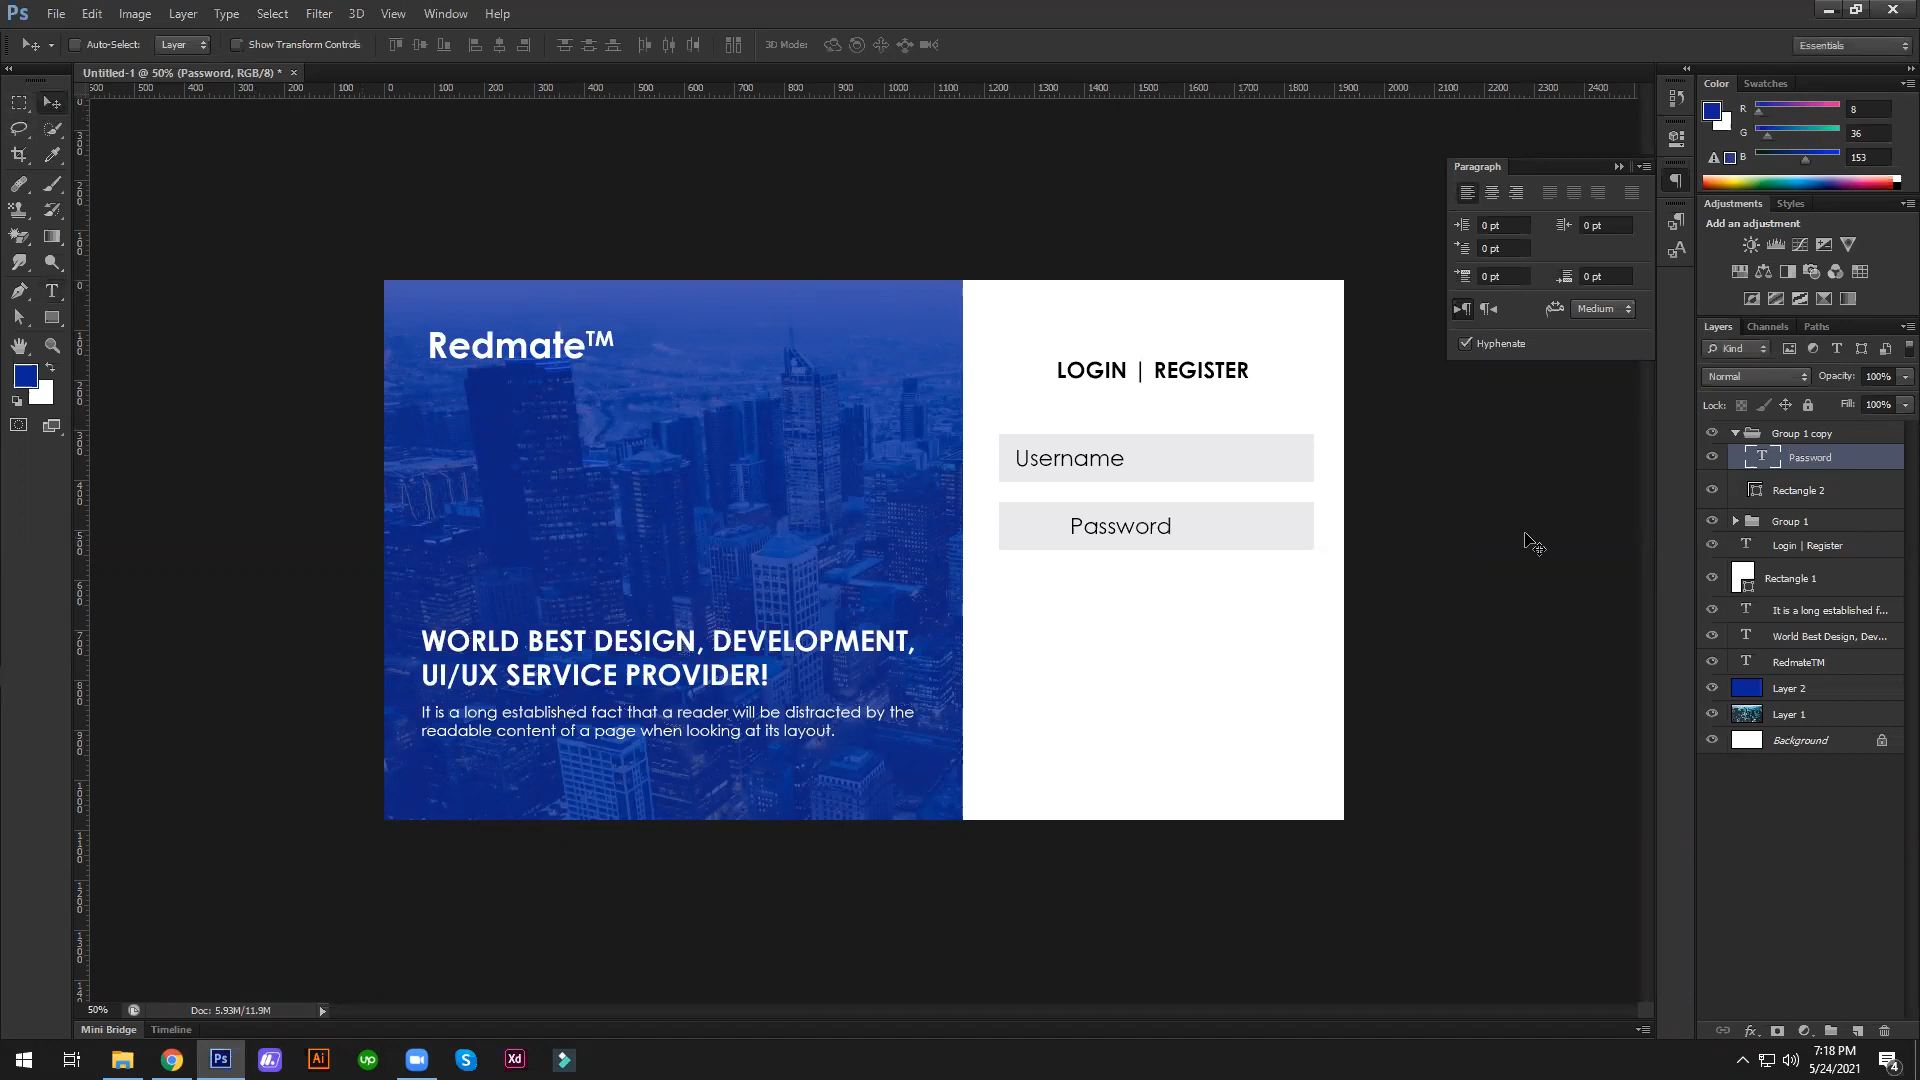 Ps File Edit Image Layer Type Select Filter 3D View Window Help
Auto-Select: Layer Show Transform Controls 3D Mode: Essentials
Untitled-1 @ 50% (Password, RGB/8) * ×
Color Swatches
R 8
G 36
B 153
Paragraph
0 pt 0 pt
0 pt
0 pt 0 pt
Medium
Hyphenate
Adjustments Styles
Add an adjustment
Layers Channels Paths
Kind
Normal Opacity: 100%
Lock: Fill: 100%
Group 1 copy
Password
Rectangle 2
Group 1
Login | Register
Rectangle 1
It is a long established f...
World Best Design, Dev...
RedmateTM
Layer 2
Layer 1
Background
Redmate™
LOGIN | REGISTER
Username
Password
WORLD BEST DESIGN, DEVELOPMENT,
UI/UX SERVICE PROVIDER!
It is a long established fact that a reader will be distracted by the
readable content of a page when looking at its layout.
50% Doc: 5.93M/11.9M
Mini Bridge Timeline
Ps Ai up S Xd
7:18 PM
5/24/2021
4